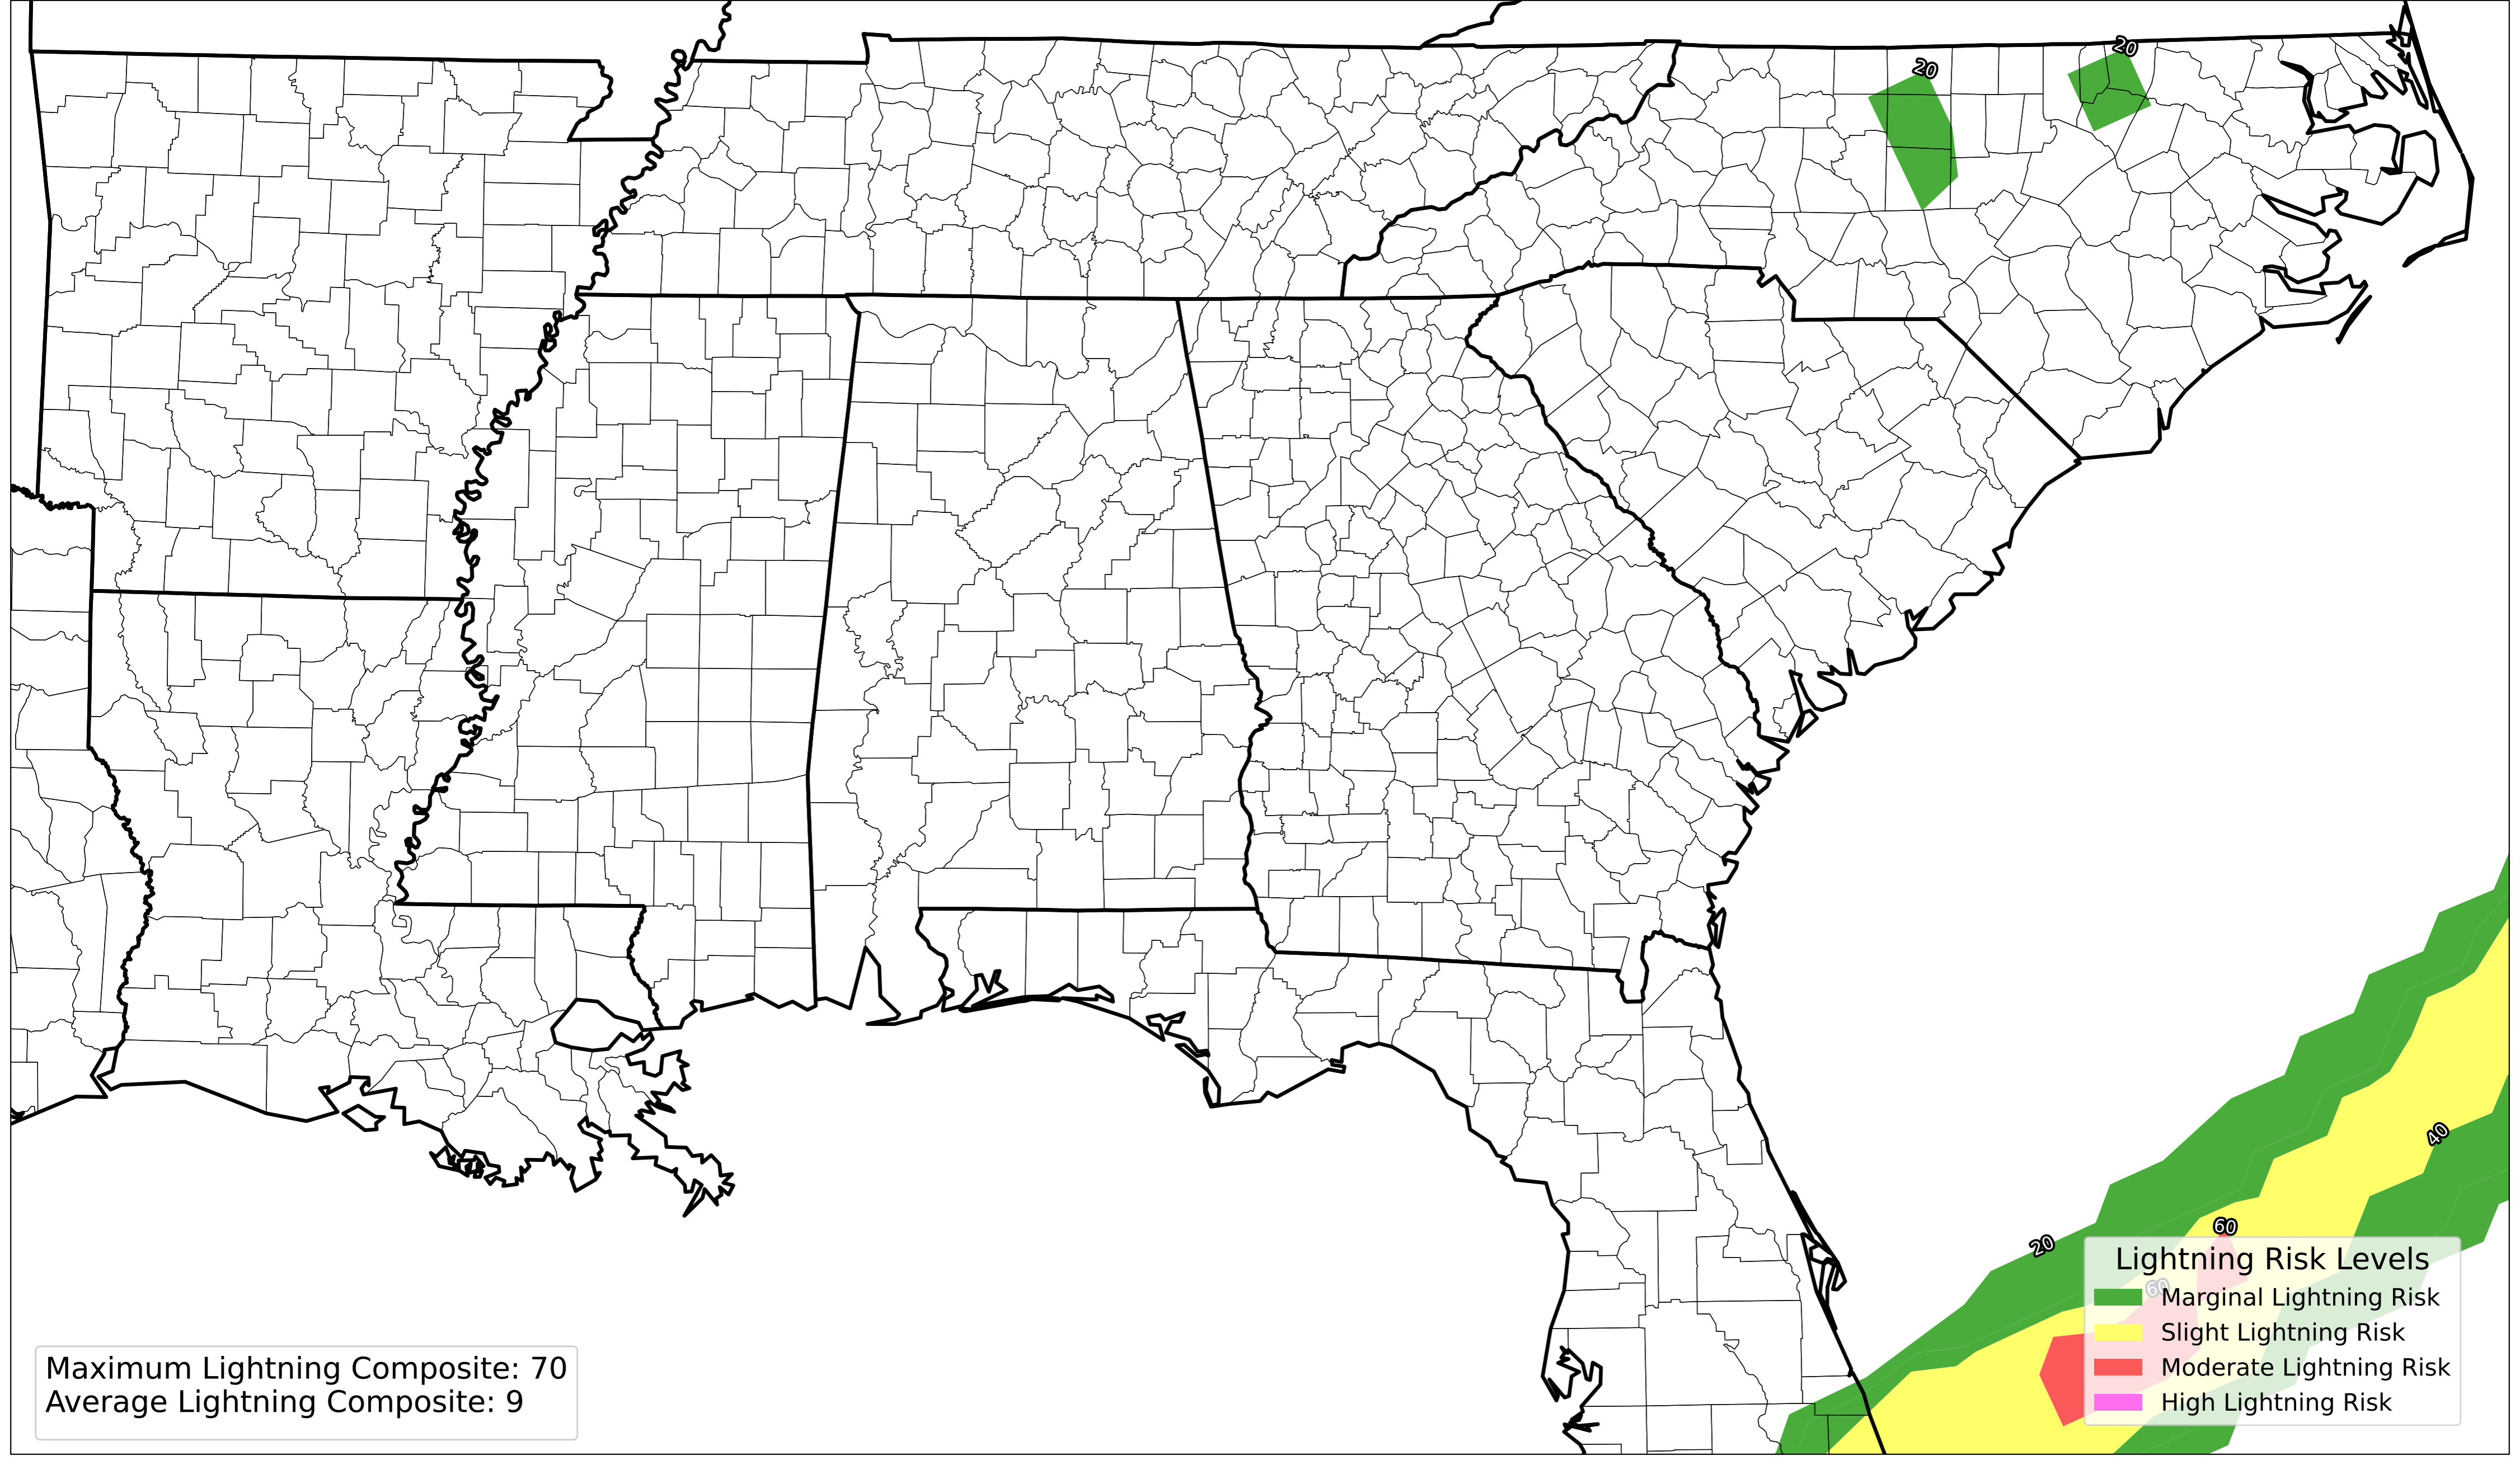 20
20
40
60
20
60
Lightning Risk Levels
Marginal Lightning Risk
Slight Lightning Risk
Moderate Lightning Risk
High Lightning Risk
Maximum Lightning Composite: 70
Average Lightning Composite: 9